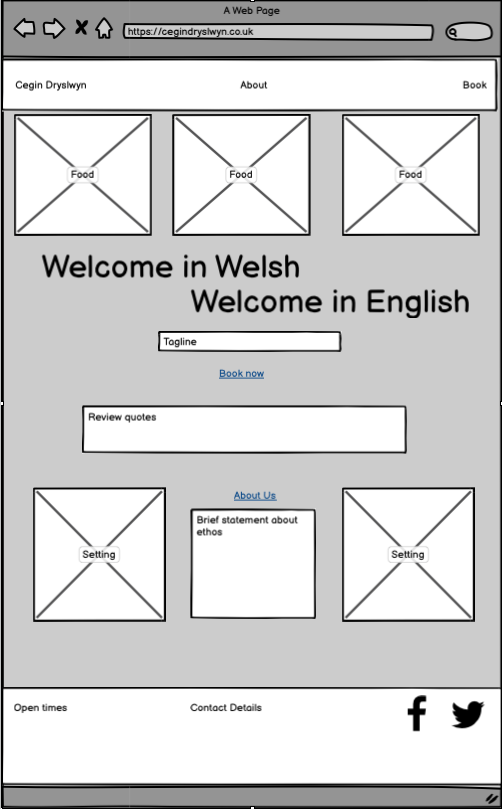 A Web Page
https://cegindryslwyn.co.uk
Cegin Dryslwyn About Book
Food Food Food
Welcome in Welsh
Welcome in English
Tagline
Book now
Review quotes
About Us
Brief statement about
ethos
Setting Setting
Open times Contact Details